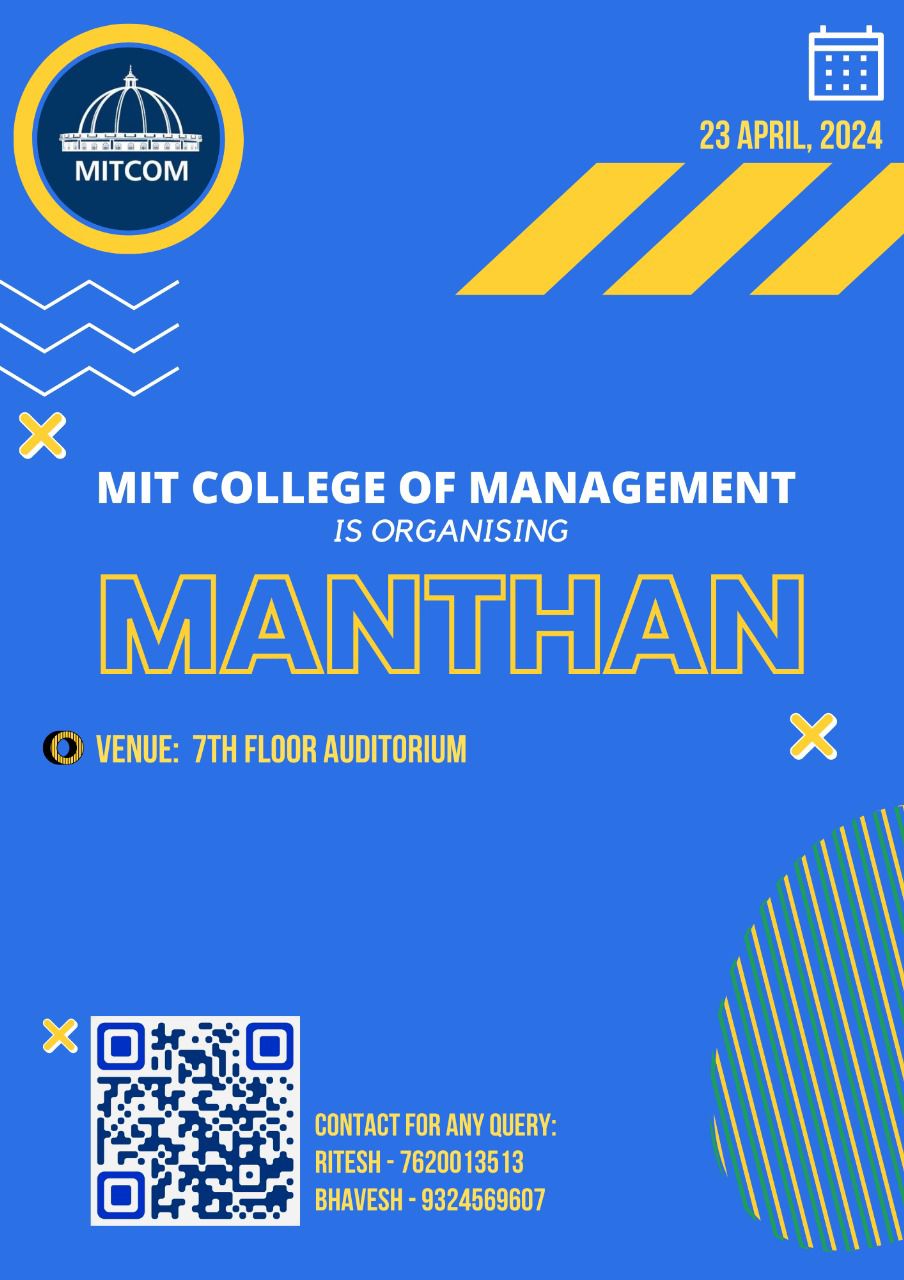 MITCOM
23 APRIL, 2024
MIT COLLEGE OF MANAGEMENT
IS ORGANISING
MANTHAN
VENUE: 7TH FLOOR AUDITORIUM
CONTACT FOR ANY QUERY:
RITESH - 7620013513
BHAVESH - 9324569607